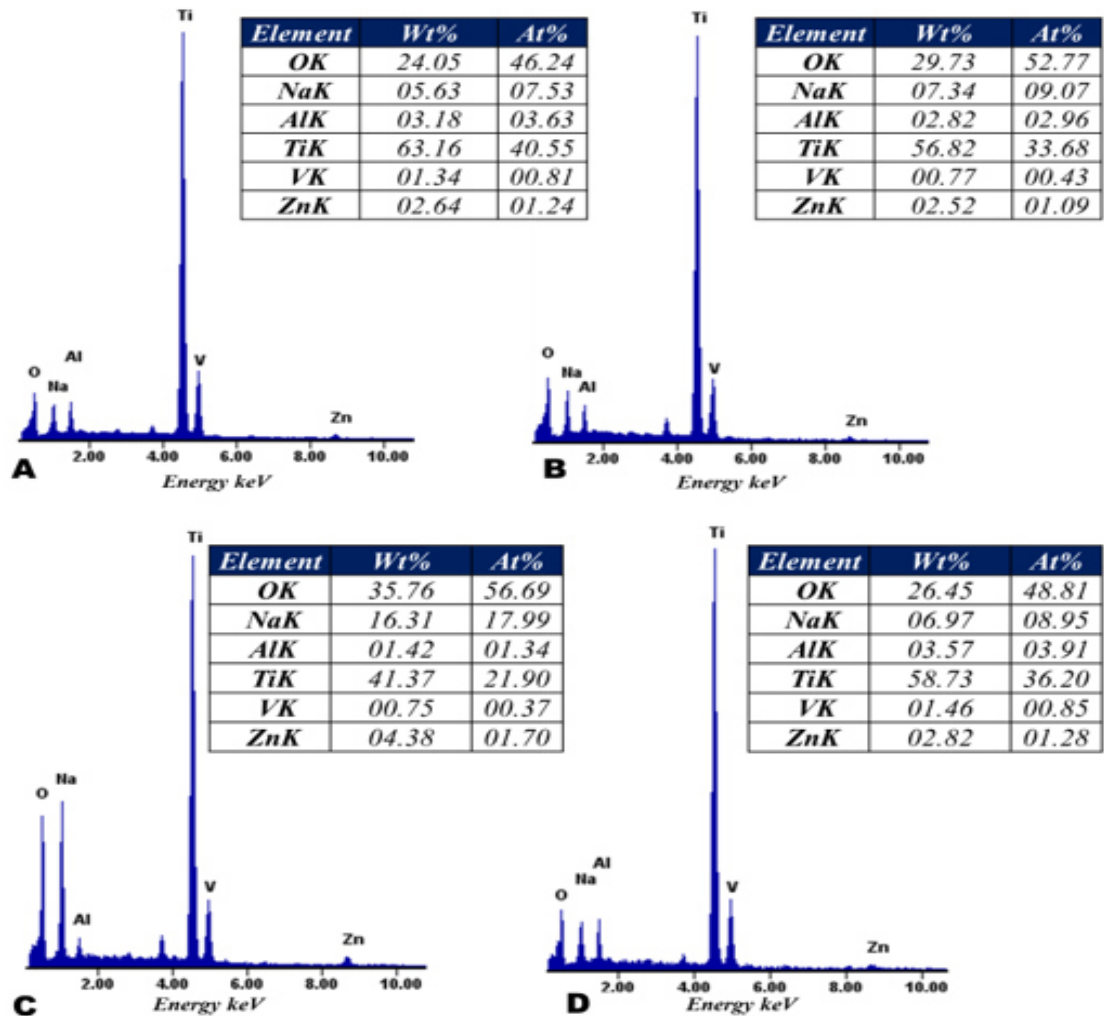 Ti
Element Wt% At%
OK 24.05 46.24
NaK 05.63 07.53
AlK 03.18 03.63
TiK 63.16 40.55
VK 01.34 00.81
ZnK 02.64 01.24
Al
O
Na
V
Zn
2.00 4.00 6.00 8.00 10.00
A
Energy keV
Ti
Element Wt% At%
OK 29.73 52.77
NaK 07.34 09.07
AlK 02.82 02.96
TiK 56.82 33.68
VK 00.77 00.43
ZnK 02.52 01.09
O
Na
Al
V
Zn
2.00 4.00 6.00 8.00 10.00
B
Energy keV
Ti
Element Wt% At%
OK 35.76 56.69
NaK 16.31 17.99
AlK 01.42 01.34
TiK 41.37 21.90
VK 00.75 00.37
ZnK 04.38 01.70
Na
O
Al
V
Zn
2.00 4.00 6.00 8.00 10.00
C
Energy keV
Ti
Element Wt% At%
OK 26.45 48.81
NaK 06.97 08.95
AlK 03.57 03.91
TiK 58.73 36.20
VK 01.46 00.85
ZnK 02.82 01.28
Al
Na
O
V
Zn
2.00 4.00 6.00 8.00 10.00
D
Energy keV